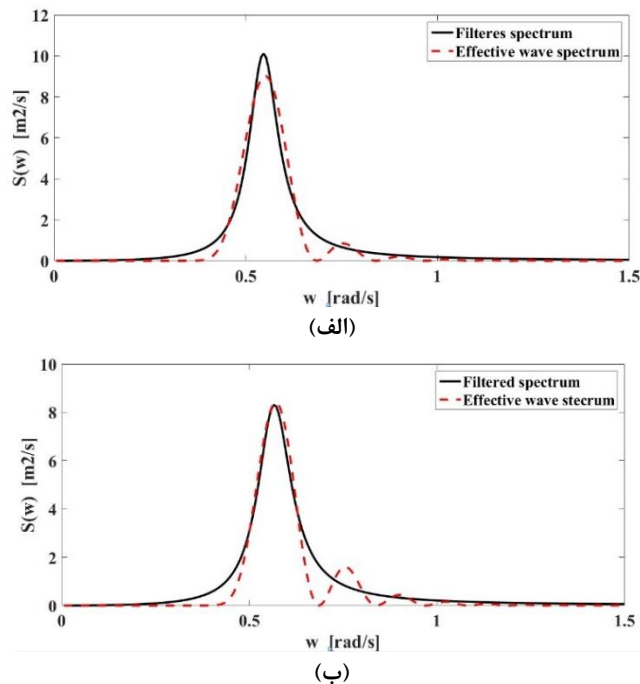 12
10
8
6
4
2
0
S(w) [m2/s]
Filteres spectrum
Effective wave spectrum
0 0.5 1 1.5
w [rad/s]
(الف)
10
8
6
4
2
0
S(w) [m2/s]
Filtered spectrum
Effective wave stecrum
0 0.5 1 1.5
w [rad/s]
(ب)